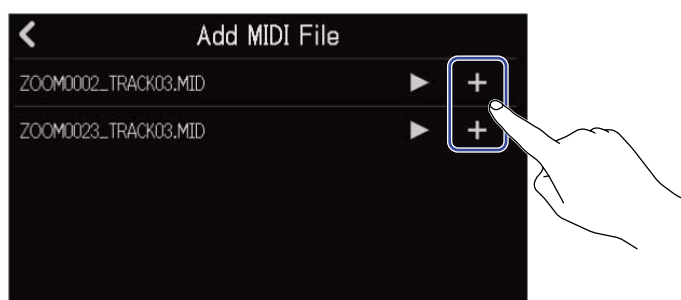 Add MIDI File
ZOOM0002_TRACK03.MID
ZOOM0023_TRACK03.MID